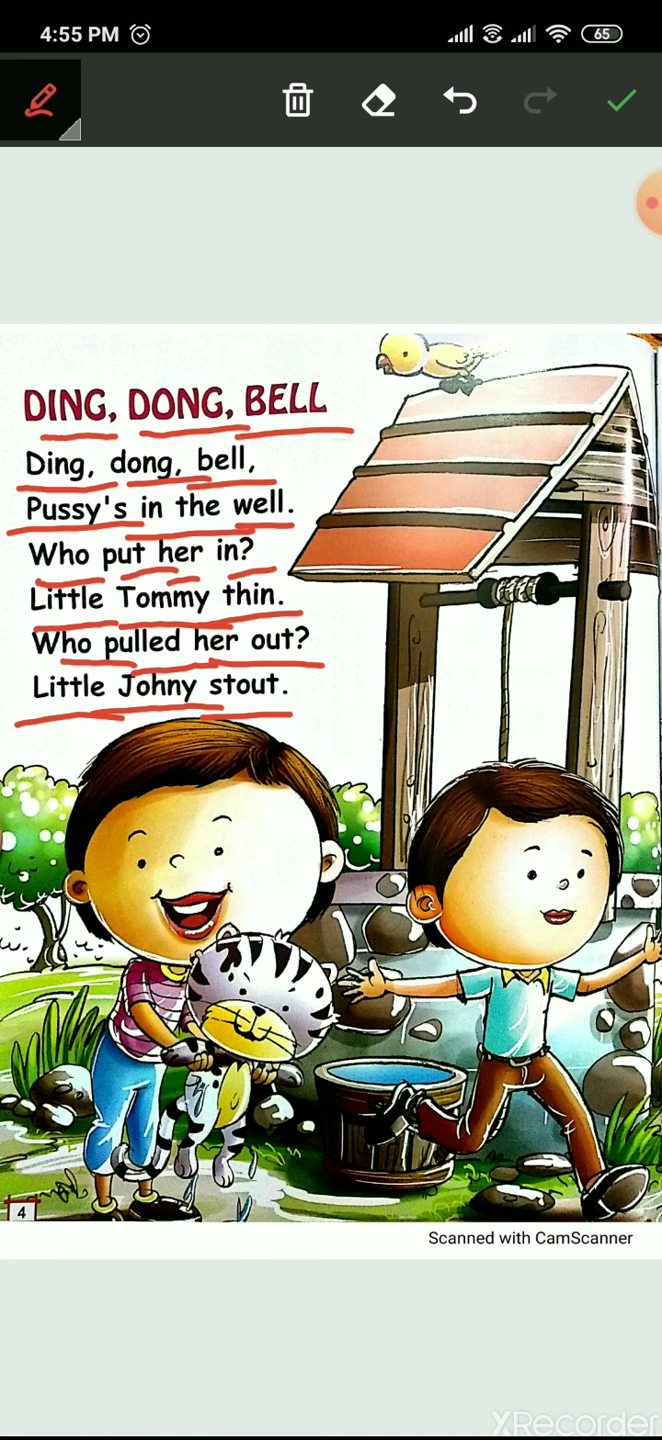 4:55 PM
65
DING, DONG, BELL
Ding, dong, bell,
Pussy's in the well.
Who put her in?
Little Tommy thin.
Who pulled her out?
Little Johny stout.
4
Scanned with CamScanner
XRecorder